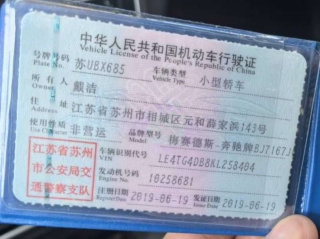 中华人民共和国机动车行驶证
Vehicle License of the People's Republic of China
号牌号码 苏UBX685 车辆类型 小型轿车
Plate No. Vehicle Type
所有人 戴洁
Owner
住址 江苏省苏州市相城区元和薛家浜143号
Address
使用性质 非营运 品牌型号 梅赛德斯-奔驰牌BJ7167J
Use Character Model
江苏省苏州
市公安局交
通警察支队
车辆识别代号 LE4TG4DB8KL258404
VIN
发动机号码 10258681
Engine No.
注册日期 2019-06-19 发证日期 2019-06-19
Register Date Issue Date